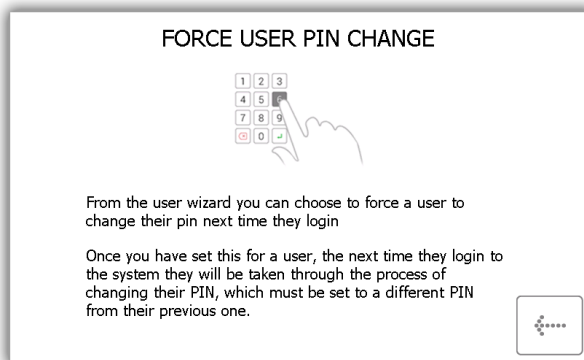 FORCE USER PIN CHANGE
1 2 3
4 5 6
7 8 9
0
From the user wizard you can choose to force a user to
change their pin next time they login
Once you have set this for a user, the next time they login to
the system they will be taken through the process of
changing their PIN, which must be set to a different PIN
from their previous one.